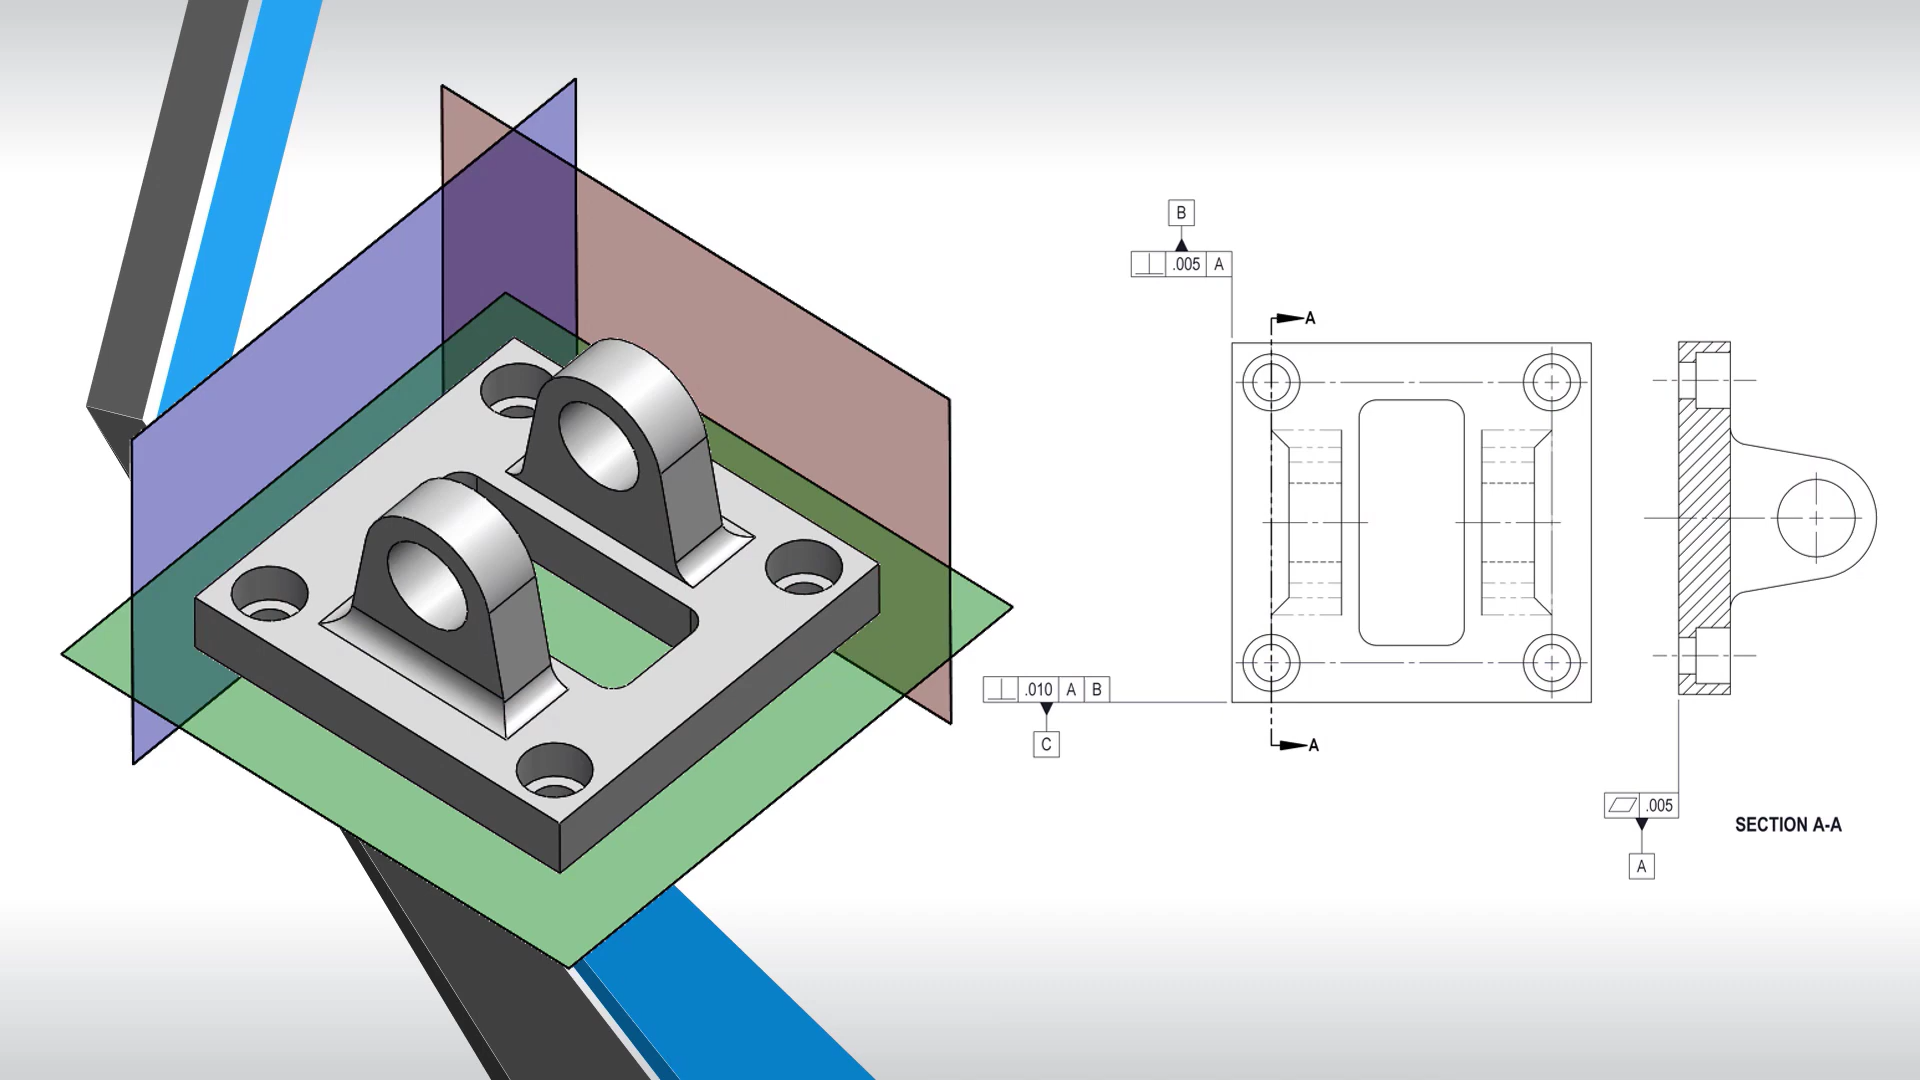 B
⟂ .005 A
A
A
⟂ .010 A B
C
⏥ .005
A
SECTION A-A